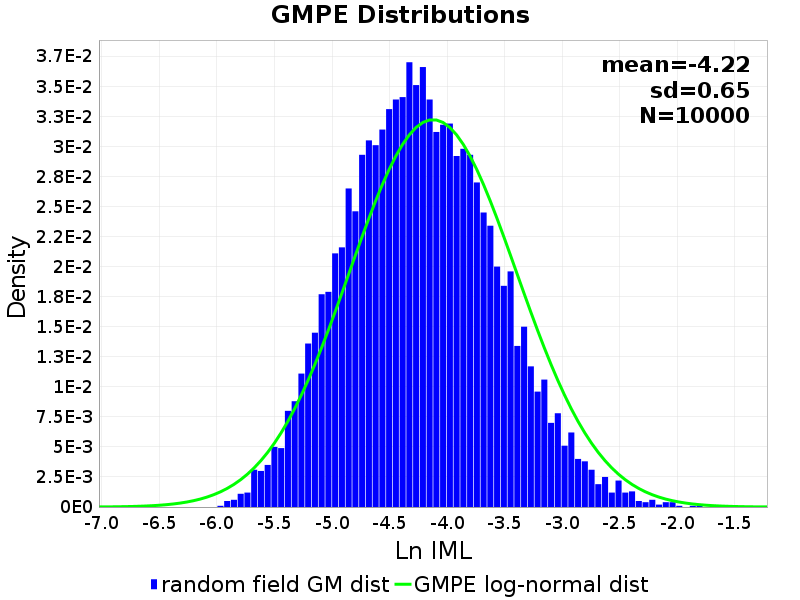 GMPE Distributions
mean=-4.22
sd=0.65
N=10000
3.7E-2
3.5E-2
3.3E-2
3E-2
2.8E-2
2.5E-2
2.2E-2
2E-2
1.8E-2
1.5E-2
1.3E-2
1E-2
7.5E-3
5E-3
2.5E-3
0E0
Density
-7.0 -6.5 -6.0 -5.5 -5.0 -4.5 -4.0 -3.5 -3.0 -2.5 -2.0 -1.5
Ln IML
random field GM dist GMPE log-normal dist